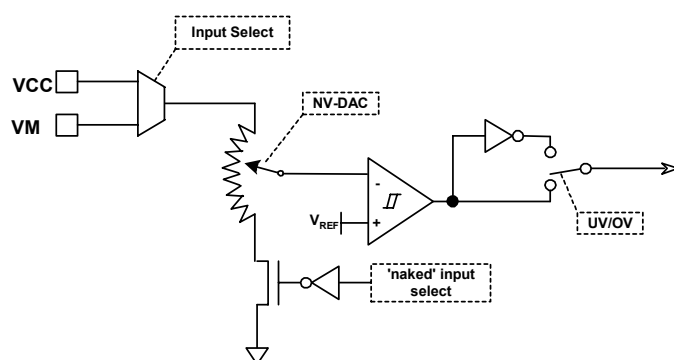 Input Select
VCC
VM
NV-DAC
-
+
VREF
UV/OV
'naked' input
select